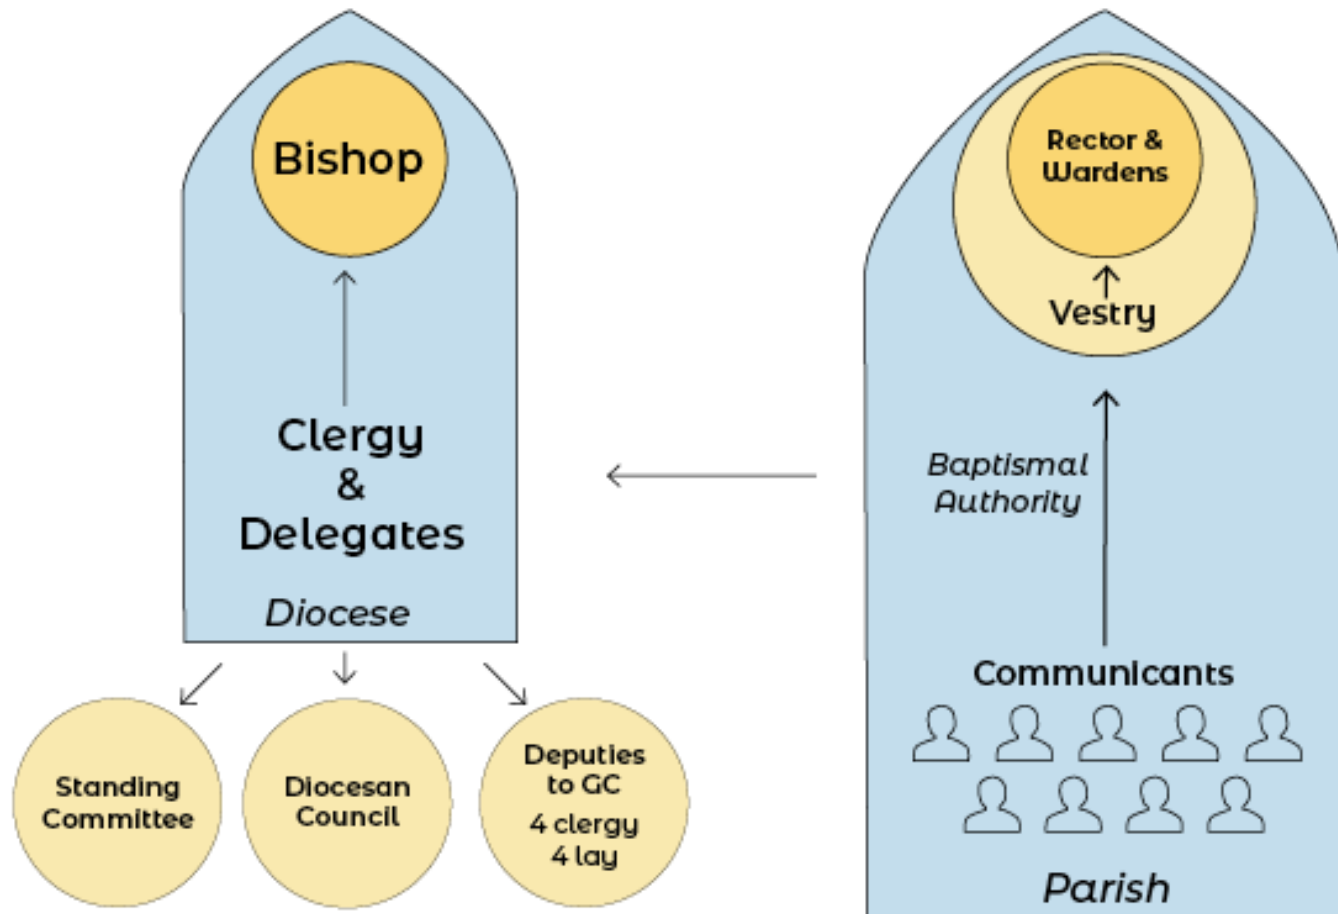 Bishop
Clergy
&
Delegates
Diocese
Standing
Committee
Diocesan
Council
Deputies
to GC
4 clergy
4 lay
Rector &
Wardens
Vestry
Baptismal
Authority
Communicants
Parish